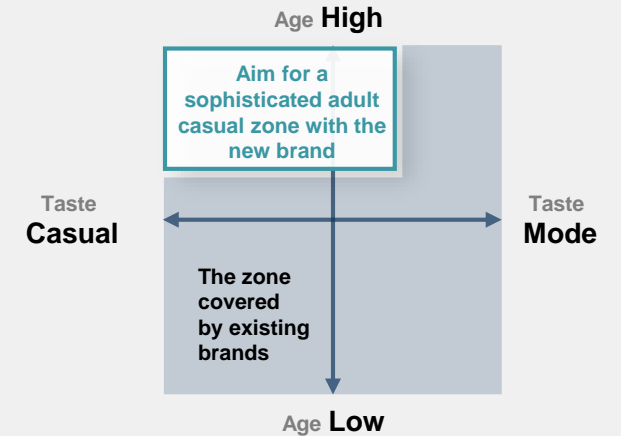 Age High
Aim for a
sophisticated adult
casual zone with the
new brand
Taste
Casual
Taste
Mode
The zone
covered
by existing
brands
Age Low